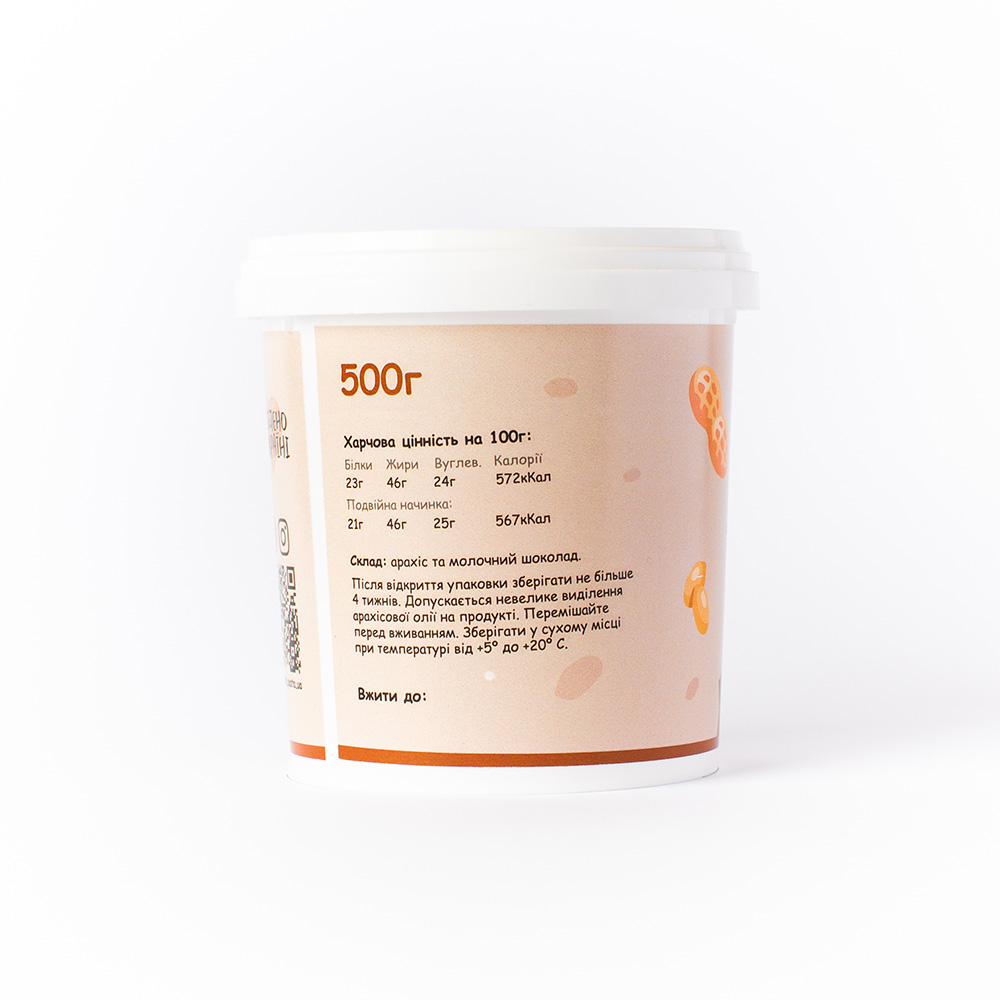 500г
Харчова цінність на 100г:
Білки Жири Вуглев. Калорії
23г 46г 24г 572кКал
Подвійна начинка:
21г 46г 25г 567кКал
Склад: арахіс та молочний шоколад.
Після відкриття упаковки зберігати не більше
4 тижнів. Допускається невелике виділення
арахісової олії на продукті. Перемішайте
перед вживанням. Зберігати у сухому місці
при температурі від +5° до +20° С.
Вжити до: